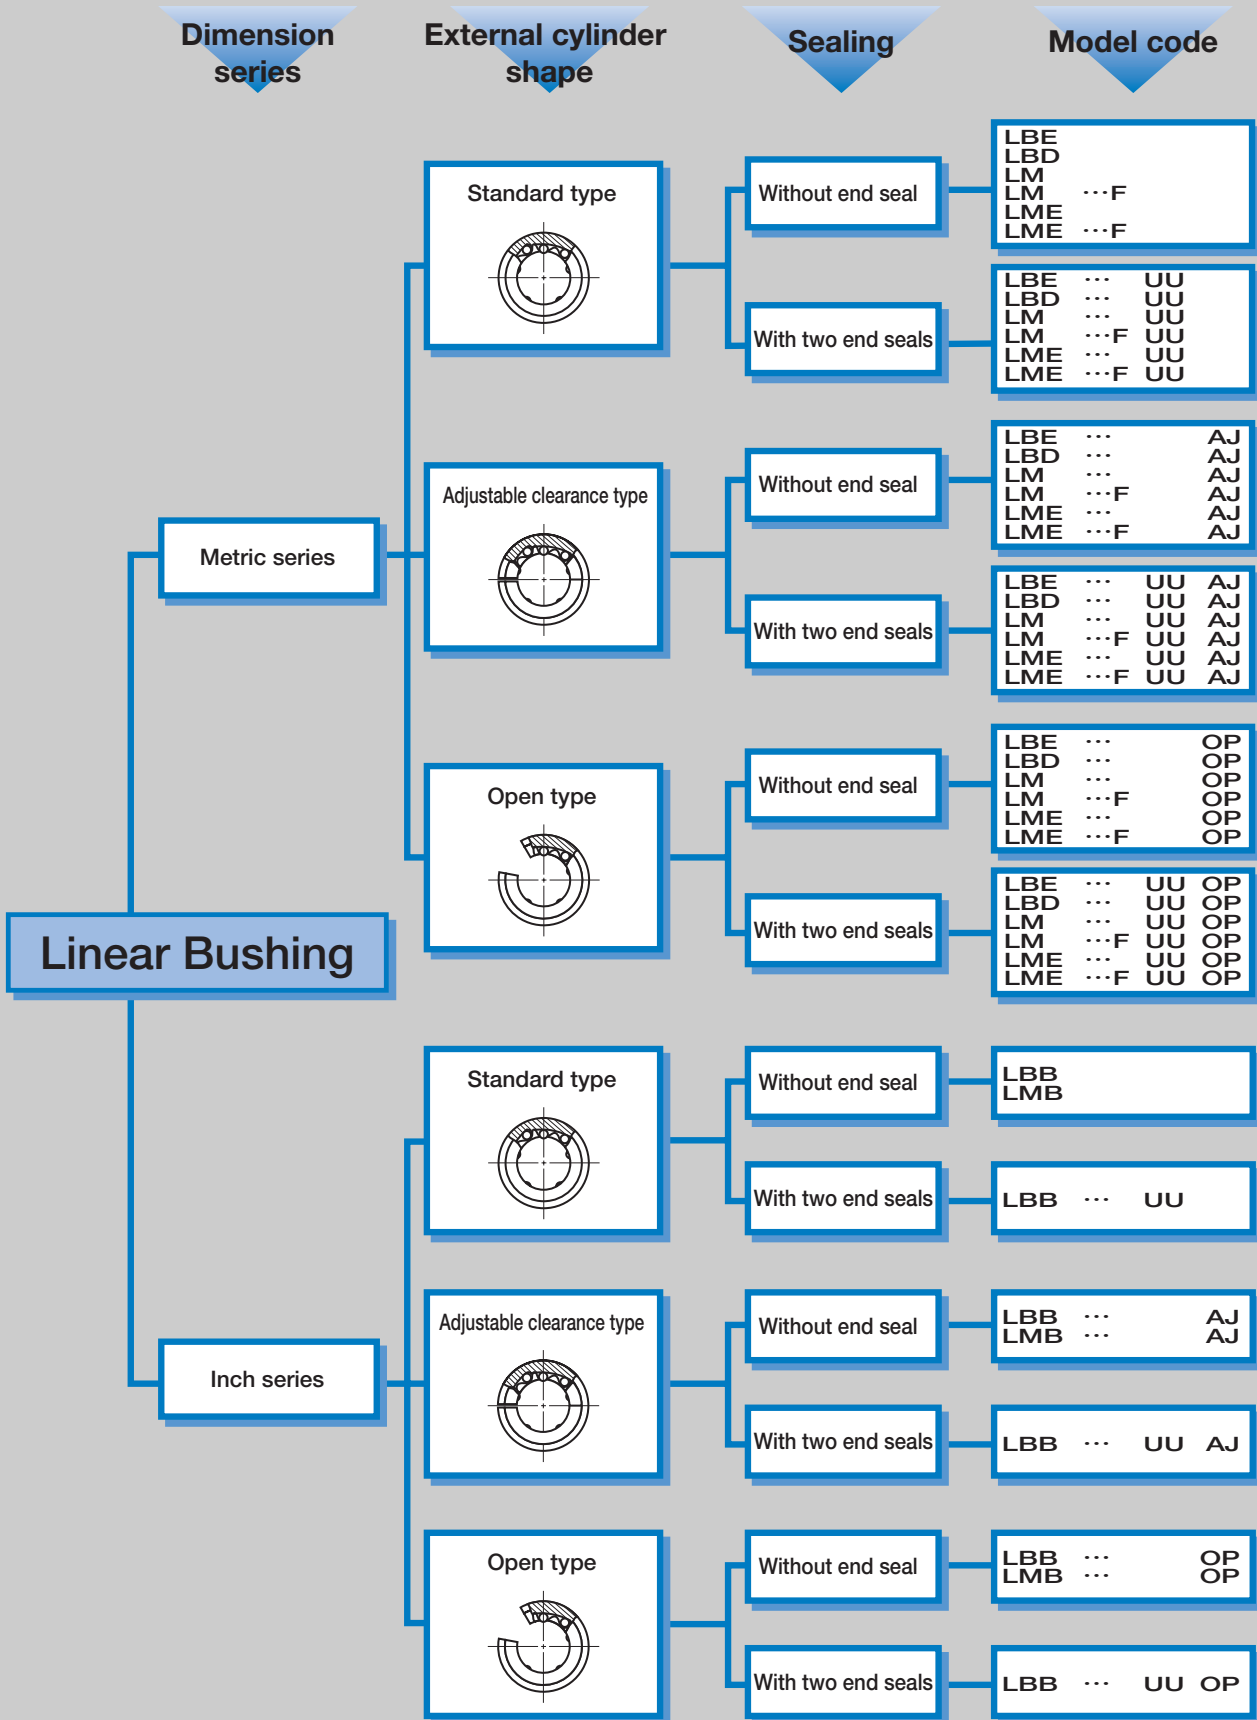 Dimension
series
External cylinder
shape
Sealing
Model code
Linear Bushing
Metric series
Standard type
Without end seal
LBE
LBD
LM
LM ···F
LME
LME ···F
With two end seals
LBE ··· UU
LBD ··· UU
LM ··· UU
LM ···F UU
LME ··· UU
LME ···F UU
Adjustable clearance type
Without end seal
LBE ··· AJ
LBD ··· AJ
LM ··· AJ
LM ···F AJ
LME ··· AJ
LME ···F AJ
With two end seals
LBE ··· UU AJ
LBD ··· UU AJ
LM ··· UU AJ
LM ···F UU AJ
LME ··· UU AJ
LME ···F UU AJ
Open type
Without end seal
LBE ··· OP
LBD ··· OP
LM ··· OP
LM ···F OP
LME ··· OP
LME ···F OP
With two end seals
LBE ··· UU OP
LBD ··· UU OP
LM ··· UU OP
LM ···F UU OP
LME ··· UU OP
LME ···F UU OP
Inch series
Standard type
Without end seal
LBB
LMB
With two end seals
LBB ··· UU
Adjustable clearance type
Without end seal
LBB ··· AJ
LMB ··· AJ
With two end seals
LBB ··· UU AJ
Open type
Without end seal
LBB ··· OP
LMB ··· OP
With two end seals
LBB ··· UU OP